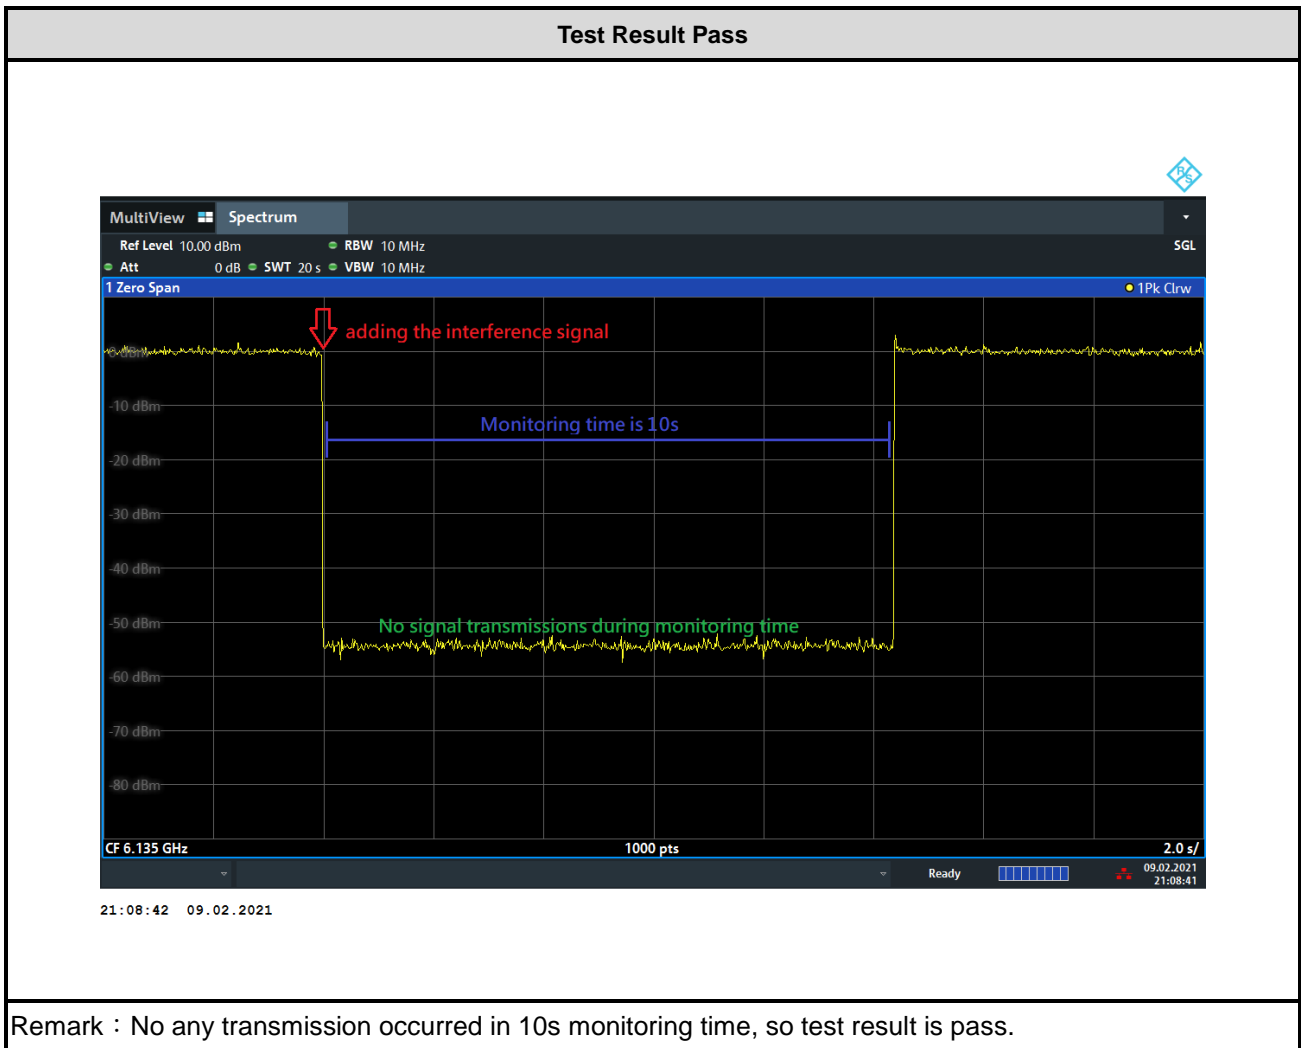 Test Result Pass
R S
MultiView Spectrum
Ref Level 10.00 dBm RBW 10 MHz SGL
Att 0 dB SWT 20 s VBW 10 MHz
1 Zero Span 1Pk Clrw
adding the interference signal
0 dBm
-10 dBm
Monitoring time is 10s
-20 dBm
-30 dBm
-40 dBm
-50 dBm
No signal transmissions during monitoring time
-60 dBm
-70 dBm
-80 dBm
CF 6.135 GHz 1000 pts 2.0 s/
Ready 09.02.2021
21:08:41
21:08:42 09.02.2021
Remark：No any transmission occurred in 10s monitoring time, so test result is pass.